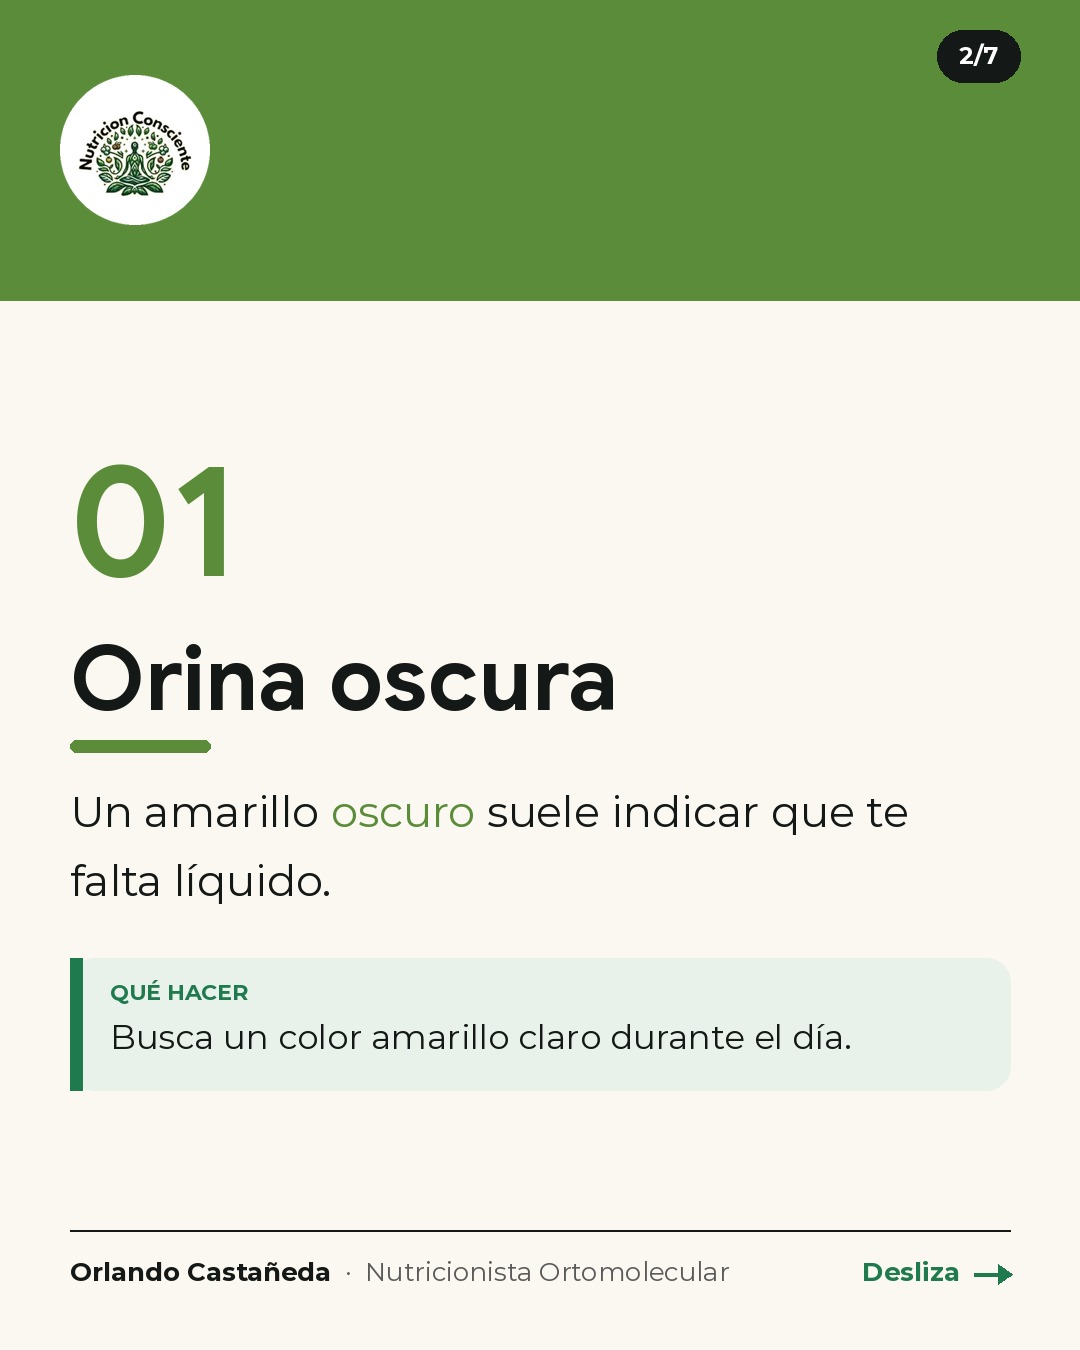 2/7
Nutricion Consciente
01
Orina oscura
Un amarillo oscuro suele indicar que te
falta líquido.
QUÉ HACER
Busca un color amarillo claro durante el día.
Orlando Castañeda · Nutricionista Ortomolecular
Desliza